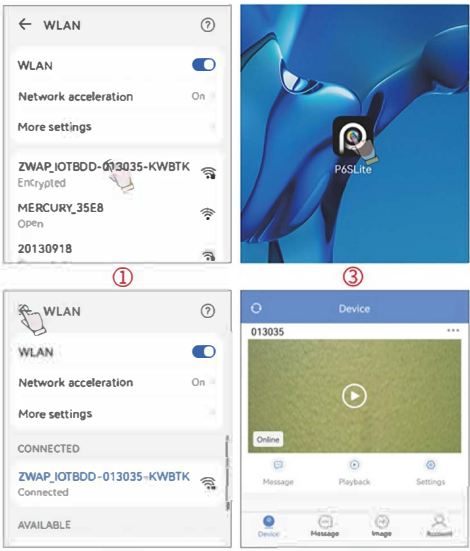 WLAN
WLAN
Network acceleration On
More settings
ZWAP_IOTBDD-013035-KWBTK
Encrypted
MERCURY_35E8
Open
20130918
①
P6SLite
③
WLAN
WLAN
Network acceleration On
More settings
CONNECTED
ZWAP_IOTBDD-013035-KWBTK
Connected
AVAILABLE
Device
013035
Online
Message Playback Settings
Device Message Image Account